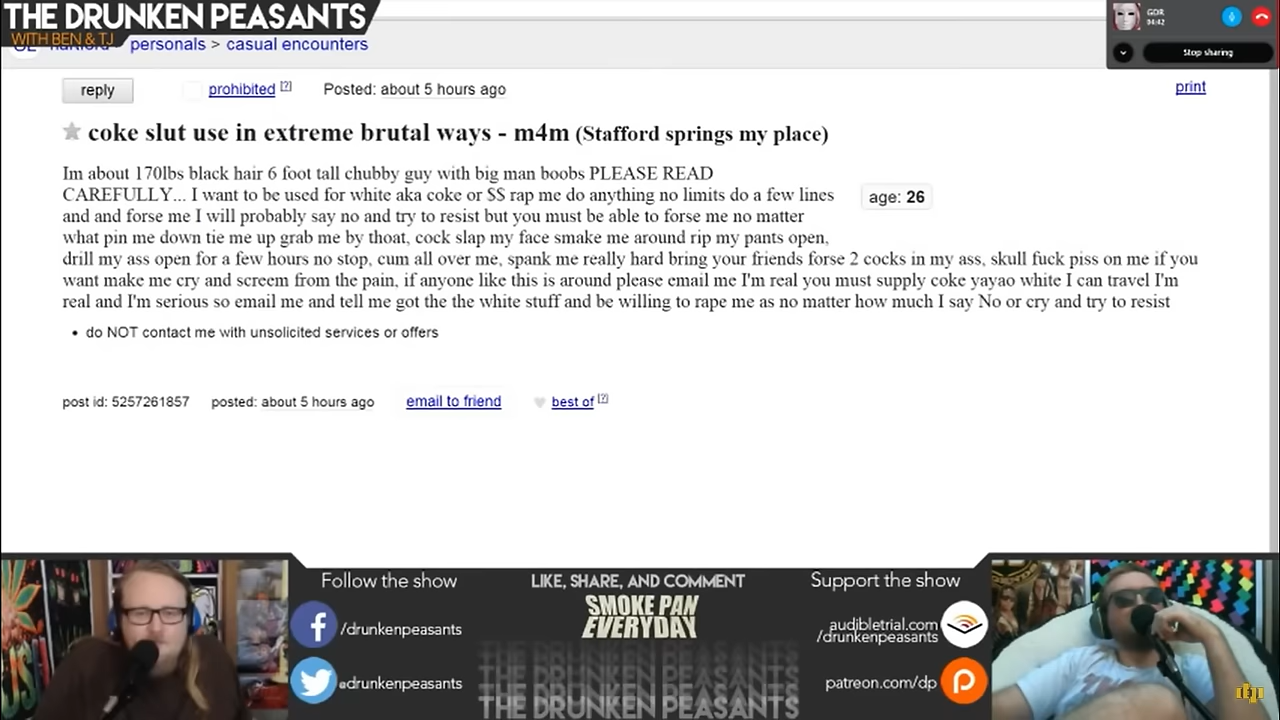 THE DRUNKEN PEASANTS
WITH BEN & TJ
GDR
04:42
Stop sharing
personals > casual encounters
reply
prohibited [?]
Posted: about 5 hours ago
print
coke slut use in extreme brutal ways - m4m (Stafford springs my place)
Im about 170lbs black hair 6 foot tall chubby guy with big man boobs PLEASE READ
CAREFULLY... I want to be used for white aka coke or $S rap me do anything no limits do a few lines
age: 26
and and forse me I will probably say no and try to resist but you must be able to forse me no matter
what pin me down tie me up grab me by thoat, cock slap my face smake me around rip my pants open,
drill my ass open for a few hours no stop, cum all over me, spank me really hard bring your friends forse 2 cocks in my ass, skull fuck piss on me if you
want make me cry and screem from the pain, if anyone like this is around please email me I'm real you must supply coke yayao white I can travel I'm
real and I'm serious so email me and tell me got the the white stuff and be willing to rape me as no matter how much I say No or cry and try to resist
• do NOT contact me with unsolicited services or offers
post id: 5257261857
posted: about 5 hours ago
email to friend
best of [?]
Follow the show
/drunkenpeasants
@drunkenpeasants
LIKE, SHARE, AND COMMENT
SMOKE PAN
EVERYDAY
THE DRUNKEN PEASANTS
THE DRUNKEN PEASANTS
Support the show
audibletrial.com
/drunkenpeasants
patreon.com/dp
dp